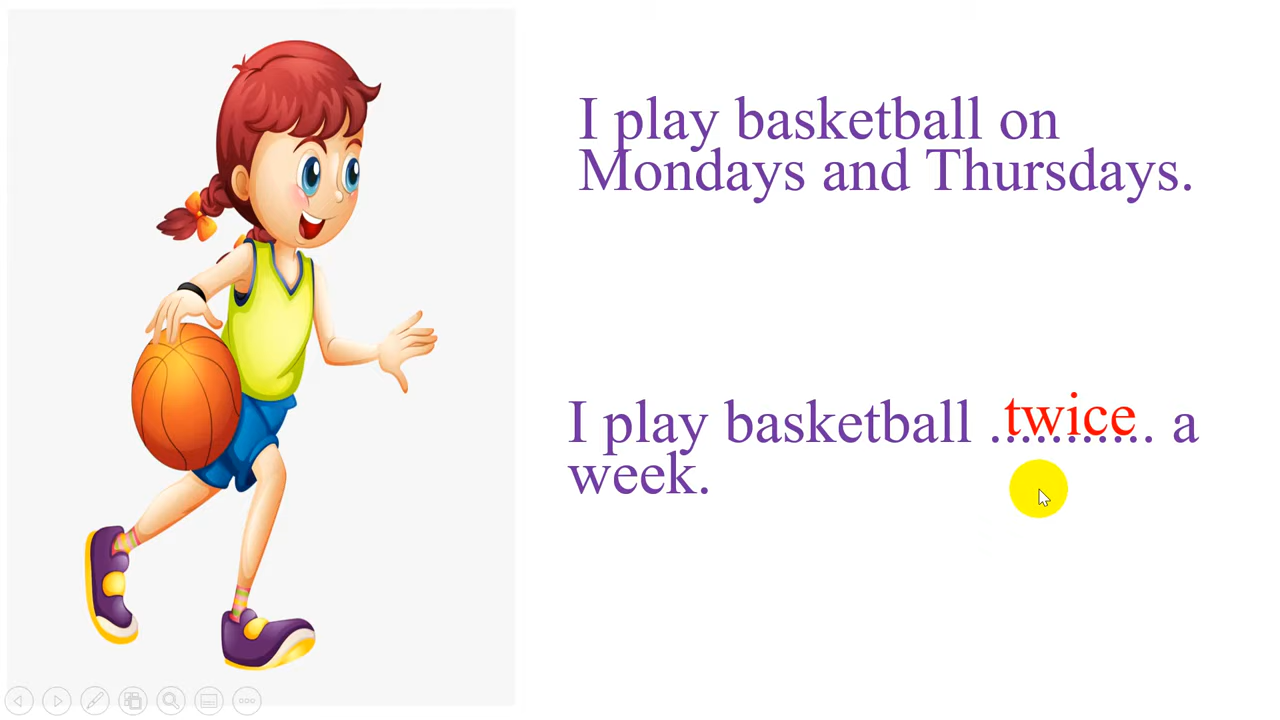 I play basketball on
Mondays and Thursdays.
I play basketball ..twice.. a
week.